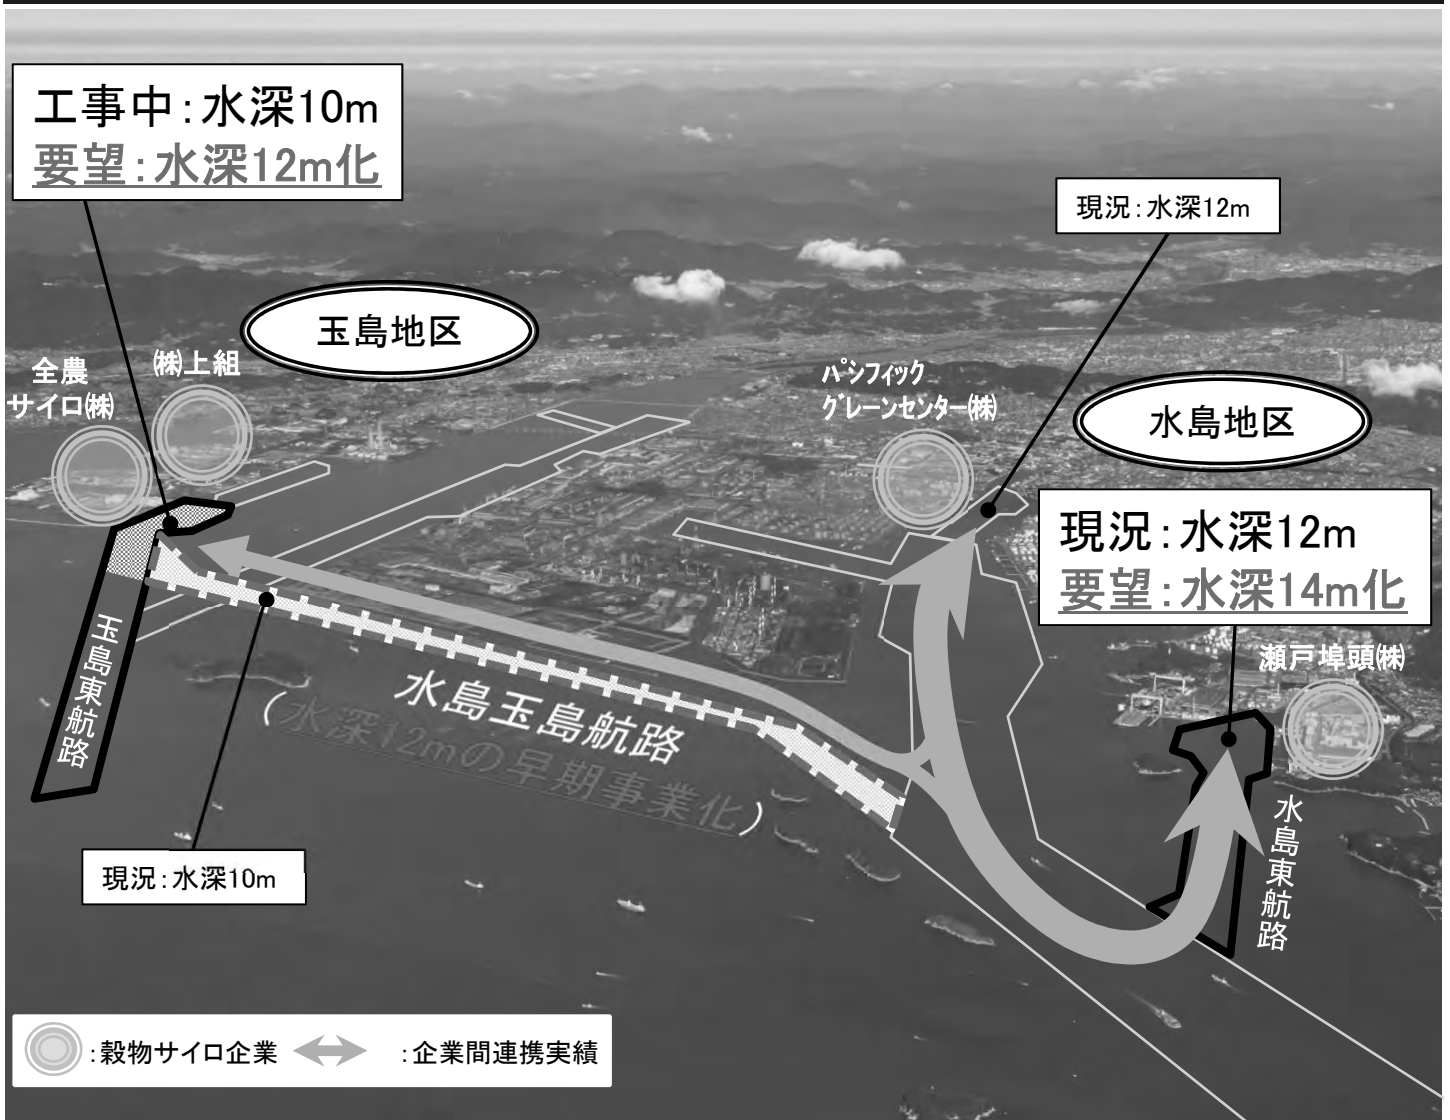 工事中：水深10m
要望：水深12m化
現況：水深12m
玉島地区
全農
サイロ㈱
㈱上組
パシフィック
グレーンセンター㈱
水島地区
現況：水深12m
要望：水深14m化
瀬戸埠頭㈱
玉島東航路
水島玉島航路
（水深12mの早期事業化）
水島東航路
現況：水深10m
：穀物サイロ企業
：企業間連携実績